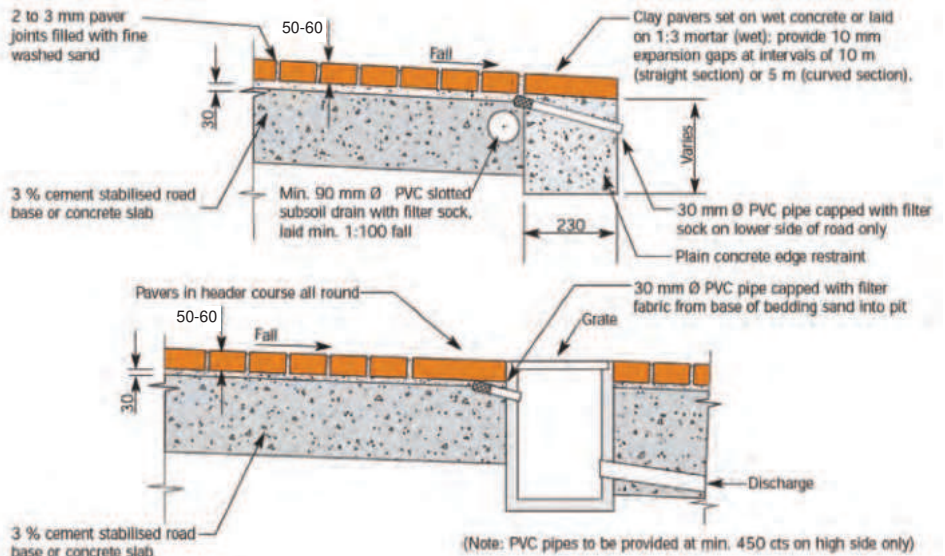 2 to 3 mm paver
joints filled with fine
washed sand
50-60
Fall
Clay pavers set on wet concrete or laid
on 1:3 mortar (wet); provide 10 mm
expansion gaps at intervals of 10 m
(straight section) or 5 m (curved section).
30
Varies
3 % cement stabilised road
base or concrete slab
Min. 90 mm Ø PVC slotted
subsoil drain with filter sock,
laid min. 1:100 fall
230
30 mm Ø PVC pipe capped with filter
sock on lower side of road only
Plain concrete edge restraint
Pavers in header course all round
30 mm Ø PVC pipe capped with filter
fabric from base of bedding sand into pit
50-60
Fall
Grate
30
Discharge
3 % cement stabilised road
base or concrete slab
(Note: PVC pipes to be provided at min. 450 cts on high side only)